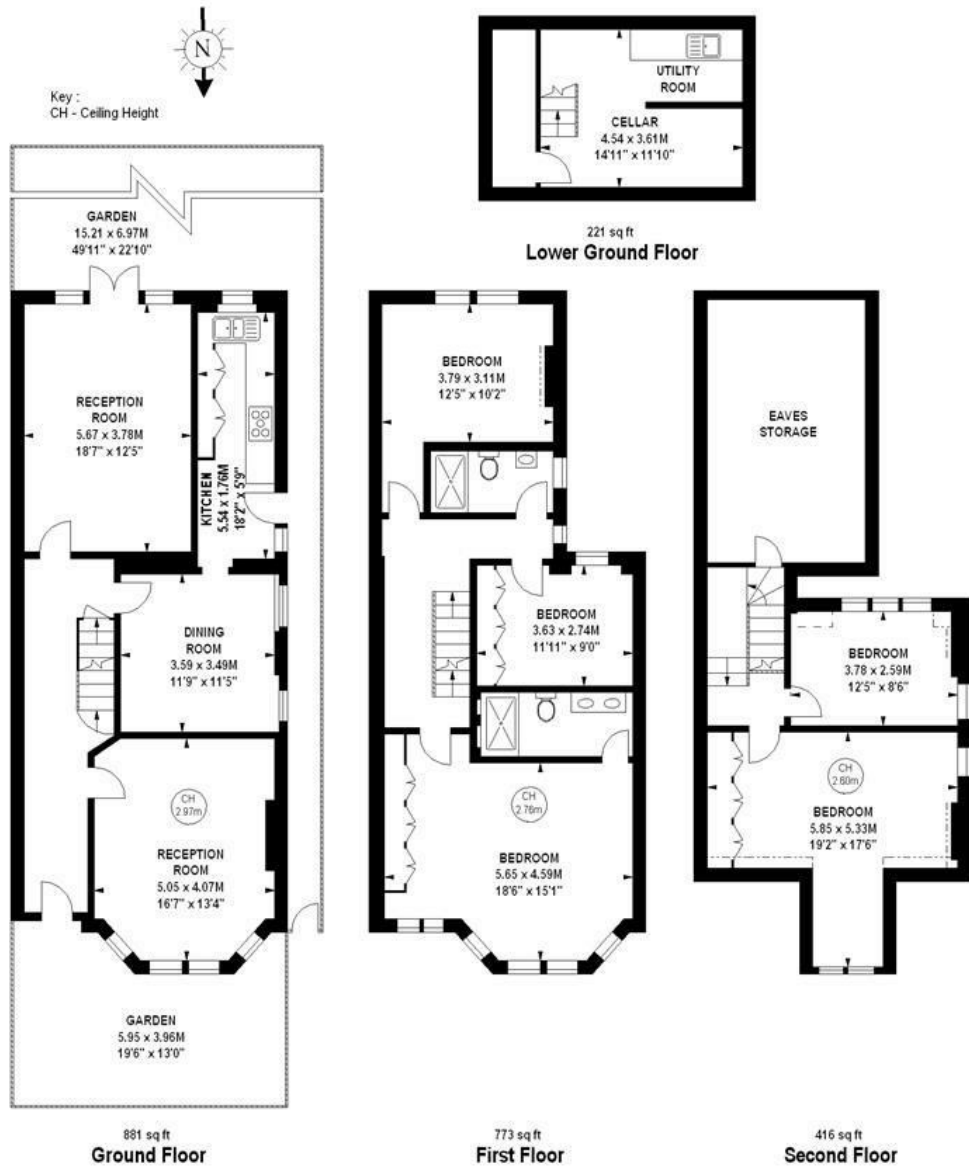 N
Key :
CH - Ceiling Height
UTILITY
ROOM
CELLAR
4.54 x 3.61M
14'11" x 11'10"
221 sq ft
Lower Ground Floor
GARDEN
15.21 x 6.97M
49'11" x 22'10"
RECEPTION
ROOM
5.67 x 3.78M
18'7" x 12'5"
KITCHEN
5.54 x 1.76M
18'2" x 5'9"
DINING
ROOM
3.59 x 3.49M
11'9" x 11'5"
CH
2.97m
RECEPTION
ROOM
5.05 x 4.07M
16'7" x 13'4"
GARDEN
5.95 x 3.96M
19'6" x 13'0"
881 sq ft
Ground Floor
BEDROOM
3.79 x 3.11M
12'5" x 10'2"
BEDROOM
3.63 x 2.74M
11'11" x 9'0"
CH
2.76m
BEDROOM
5.65 x 4.59M
18'6" x 15'1"
773 sq ft
First Floor
EAVES
STORAGE
BEDROOM
3.78 x 2.59M
12'5" x 8'6"
CH
2.60m
BEDROOM
5.85 x 5.33M
19'2" x 17'6"
416 sq ft
Second Floor